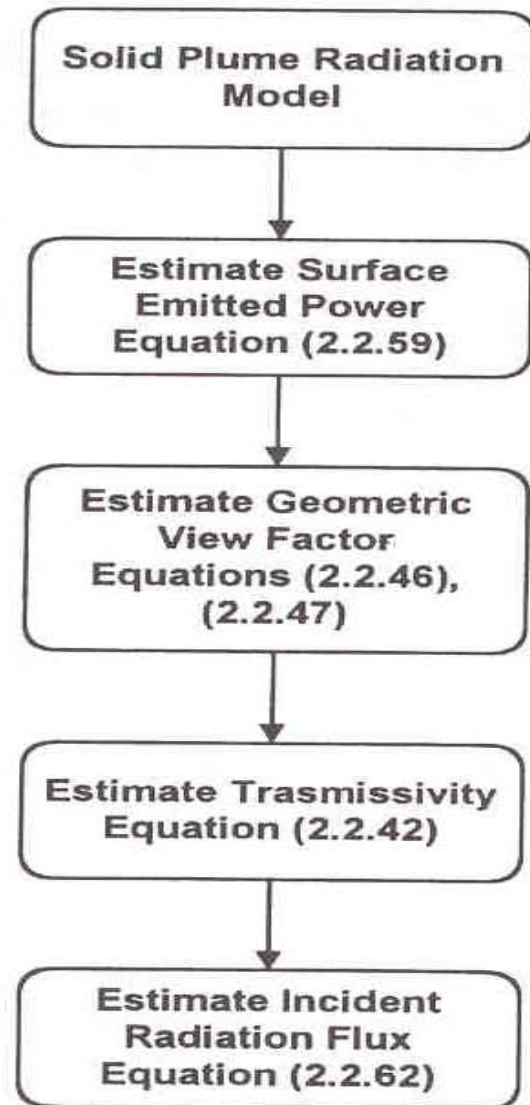 Solid Plume Radiation
Model
Estimate Surface
Emitted Power
Equation (2.2.59)
Estimate Geometric
View Factor
Equations (2.2.46),
(2.2.47)
Estimate Trasmissivity
Equation (2.2.42)
Estimate Incident
Radiation Flux
Equation (2.2.62)